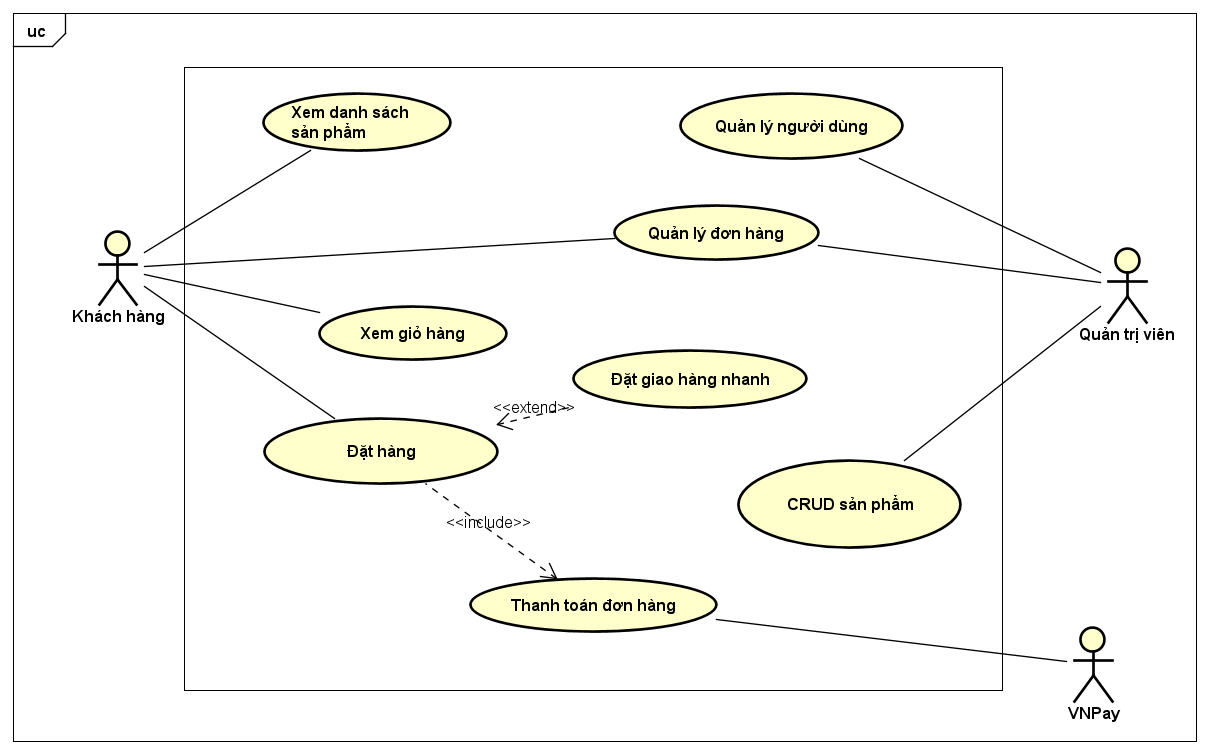 uc
Xem danh sách
sản phẩm
Quản lý người dùng
Quản lý đơn hàng
Khách hàng
Quản trị viên
Xem giỏ hàng
Đặt giao hàng nhanh
<<extend>>
Đặt hàng
CRUD sản phẩm
<<include>>
Thanh toán đơn hàng
VNPay